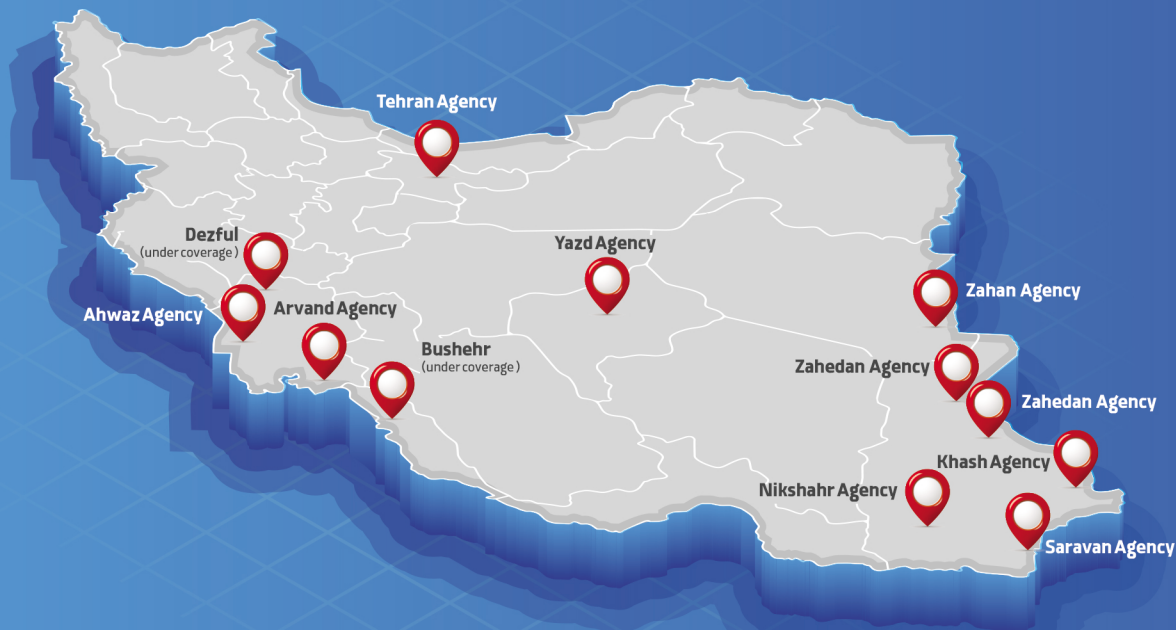 Tehran Agency
Dezful
(under coverage)
Yazd Agency
Zahan Agency
Ahwaz Agency
Arvand Agency
Bushehr
(under coverage)
Zahedan Agency
Zahedan Agency
Khash Agency
Nikshahr Agency
Saravan Agency